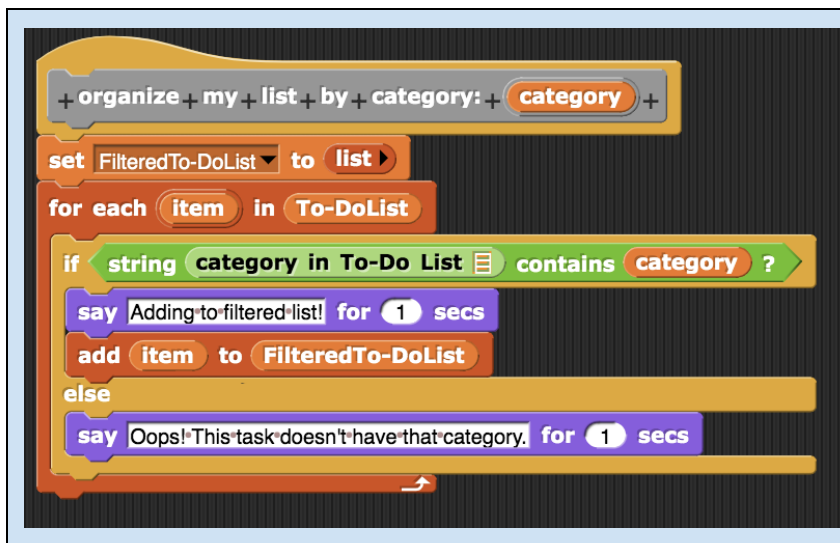 + organize + my + list + by + category: + category +
set FilteredTo-DoList to list
for each item in To-DoList
if string category in To-Do List contains category ?
say Adding to filtered list! for 1 secs
add item to FilteredTo-DoList
else
say Oops! This task doesn't have that category. for 1 secs